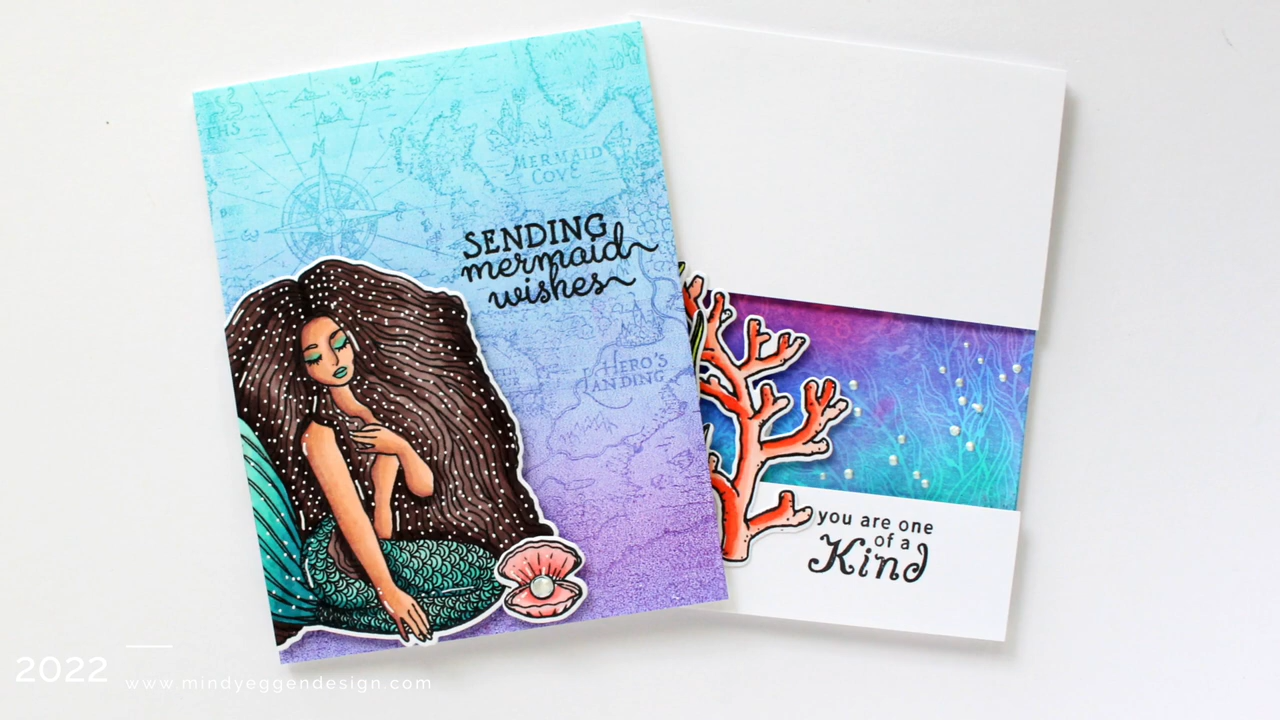 MERMAID
COVE
SENDING
mermaid
wishes
HERO'S
LANDING
you are one
of a
Kind
2022
www.mindyeggendesign.com